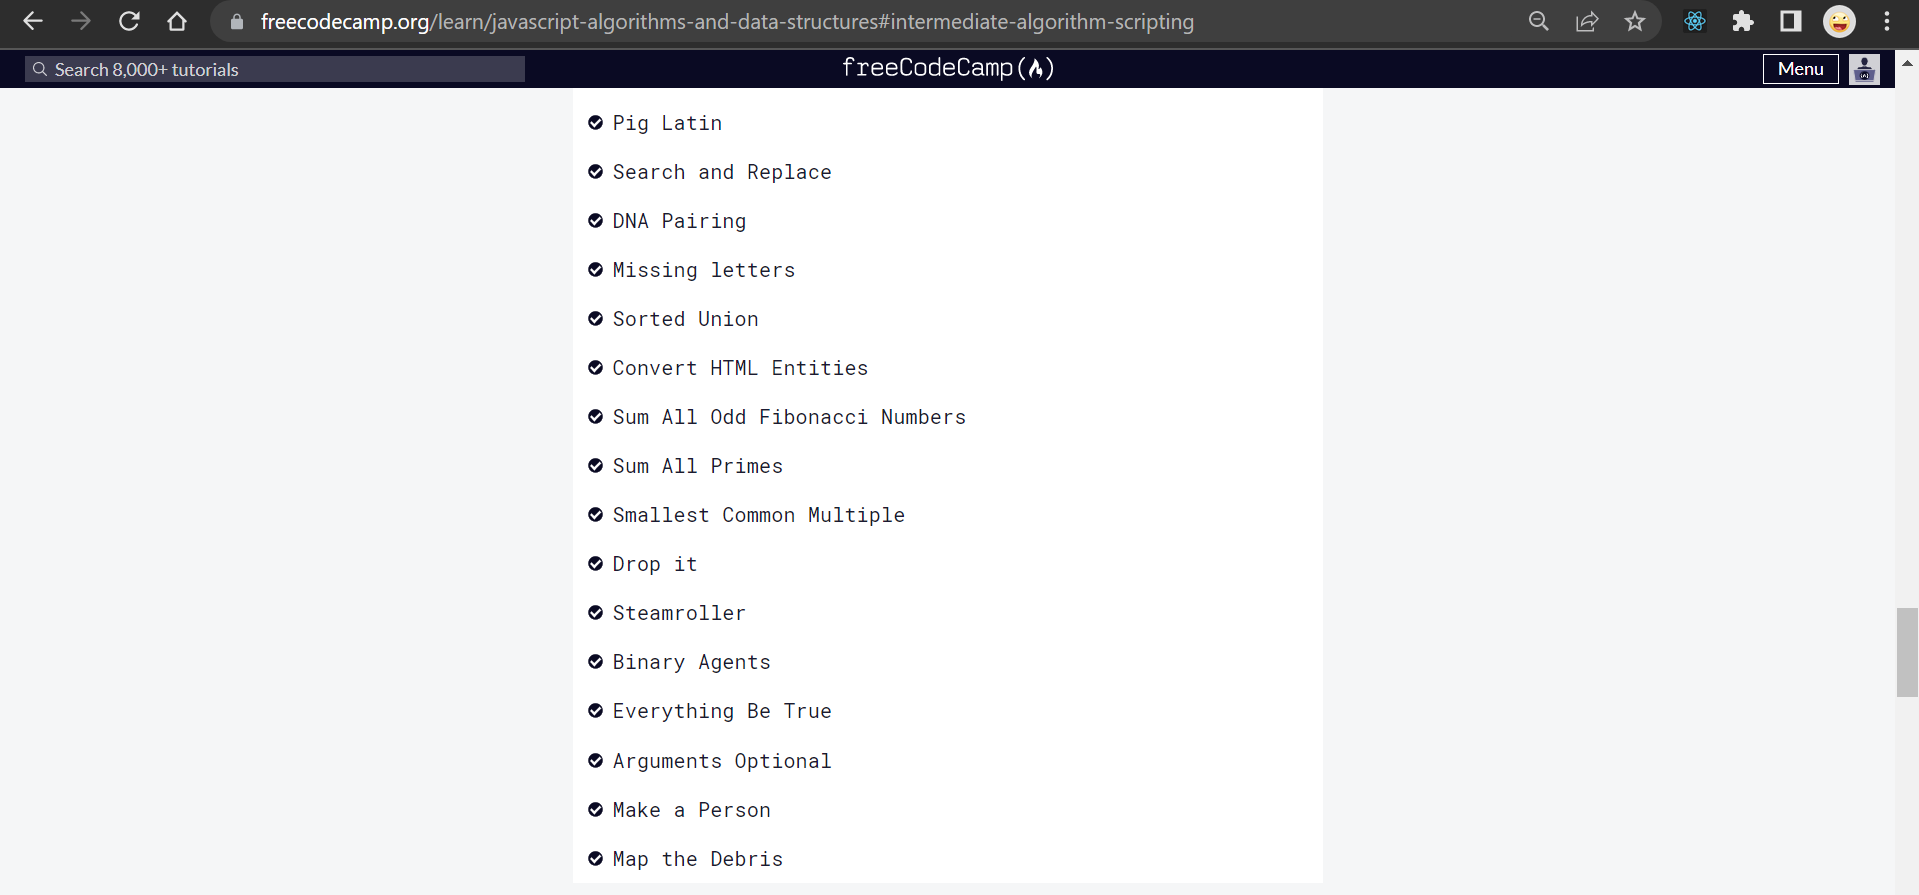 freecodecamp.org/learn/javascript-algorithms-and-data-structures#intermediate-algorithm-scripting
Search 8,000+ tutorials
freeCodeCamp
Menu
Pig Latin
Search and Replace
DNA Pairing
Missing letters
Sorted Union
Convert HTML Entities
Sum All Odd Fibonacci Numbers
Sum All Primes
Smallest Common Multiple
Drop it
Steamroller
Binary Agents
Everything Be True
Arguments Optional
Make a Person
Map the Debris